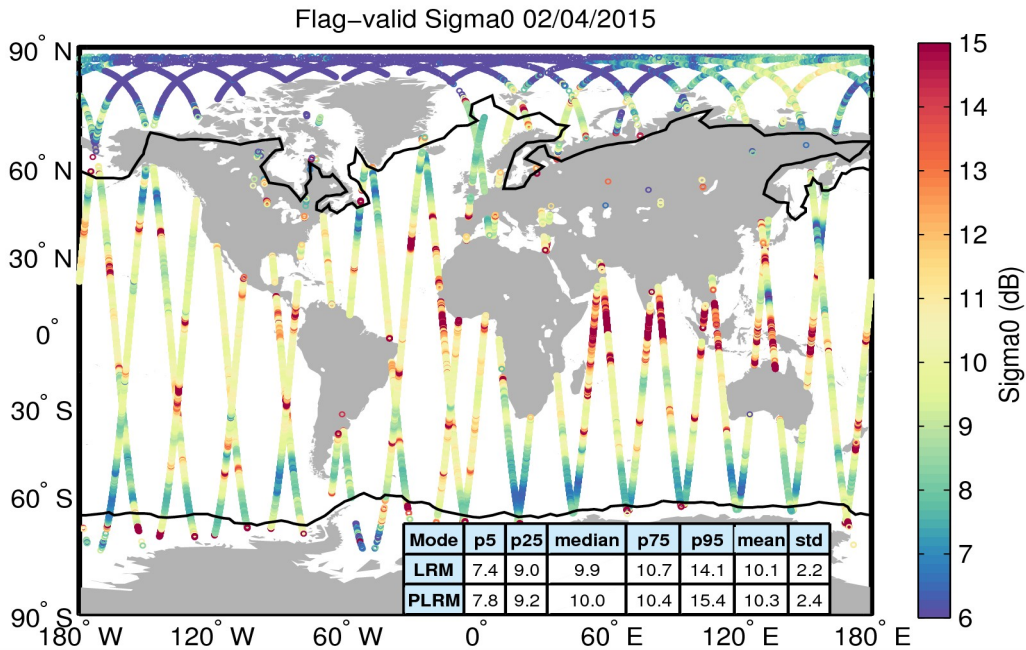 Flag-valid Sigma0 02/04/2015
90° N
60° N
30° N
0°
30° S
60° S
90° S
180° W
120° W
60° W
0°
60° E
120° E
180° E
Mode p5 p25 median p75 p95 mean std
LRM 7.4 9.0 9.9 10.7 14.1 10.1 2.2
PLRM 7.8 9.2 10.0 10.4 15.4 10.3 2.4
15
14
13
12
11
10
9
8
7
6
Sigma0 (dB)